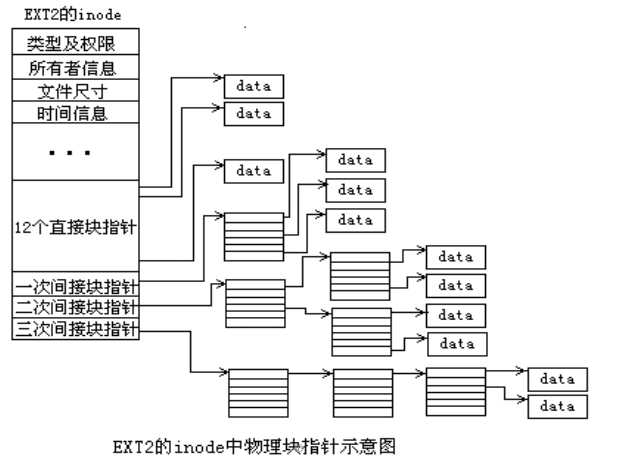 EXT2的inode
类型及权限
所有者信息
文件尺寸
时间信息
...
12个直接块指针
一次间接块指针
二次间接块指针
三次间接块指针
data
data
data
data
data
data
data
data
data
data
data
data
EXT2的inode中物理块指针示意图